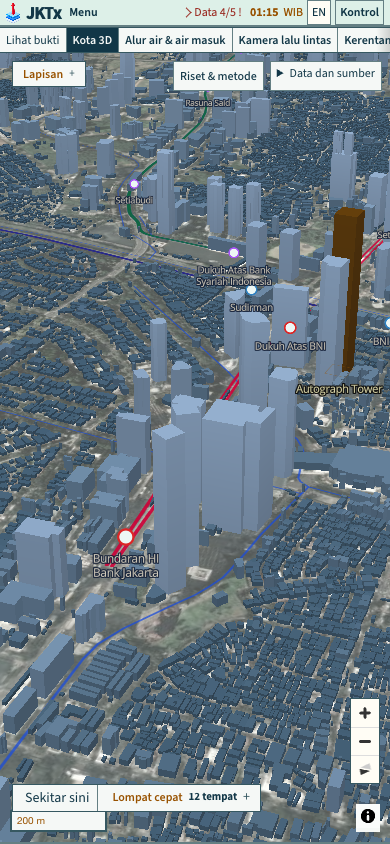 JKTx Menu Data 4/5! 01:15 WIB EN Kontrol
Lihat bukti Kota 3D Alur air & air masuk Kamera lalu lintas Kerentan
Lapisan + Riset & metode Data dan sumber
Rasuna Said
Setiabudi
Set
Dukuh Atas Bank
Syariah Indonesia
Sudirman
Dukuh Atas BNI
BNI
Autograph Tower
Bundaran HI
Bank Jakarta
+
−
Sekitar sini Lompat cepat 12 tempat +
200 m